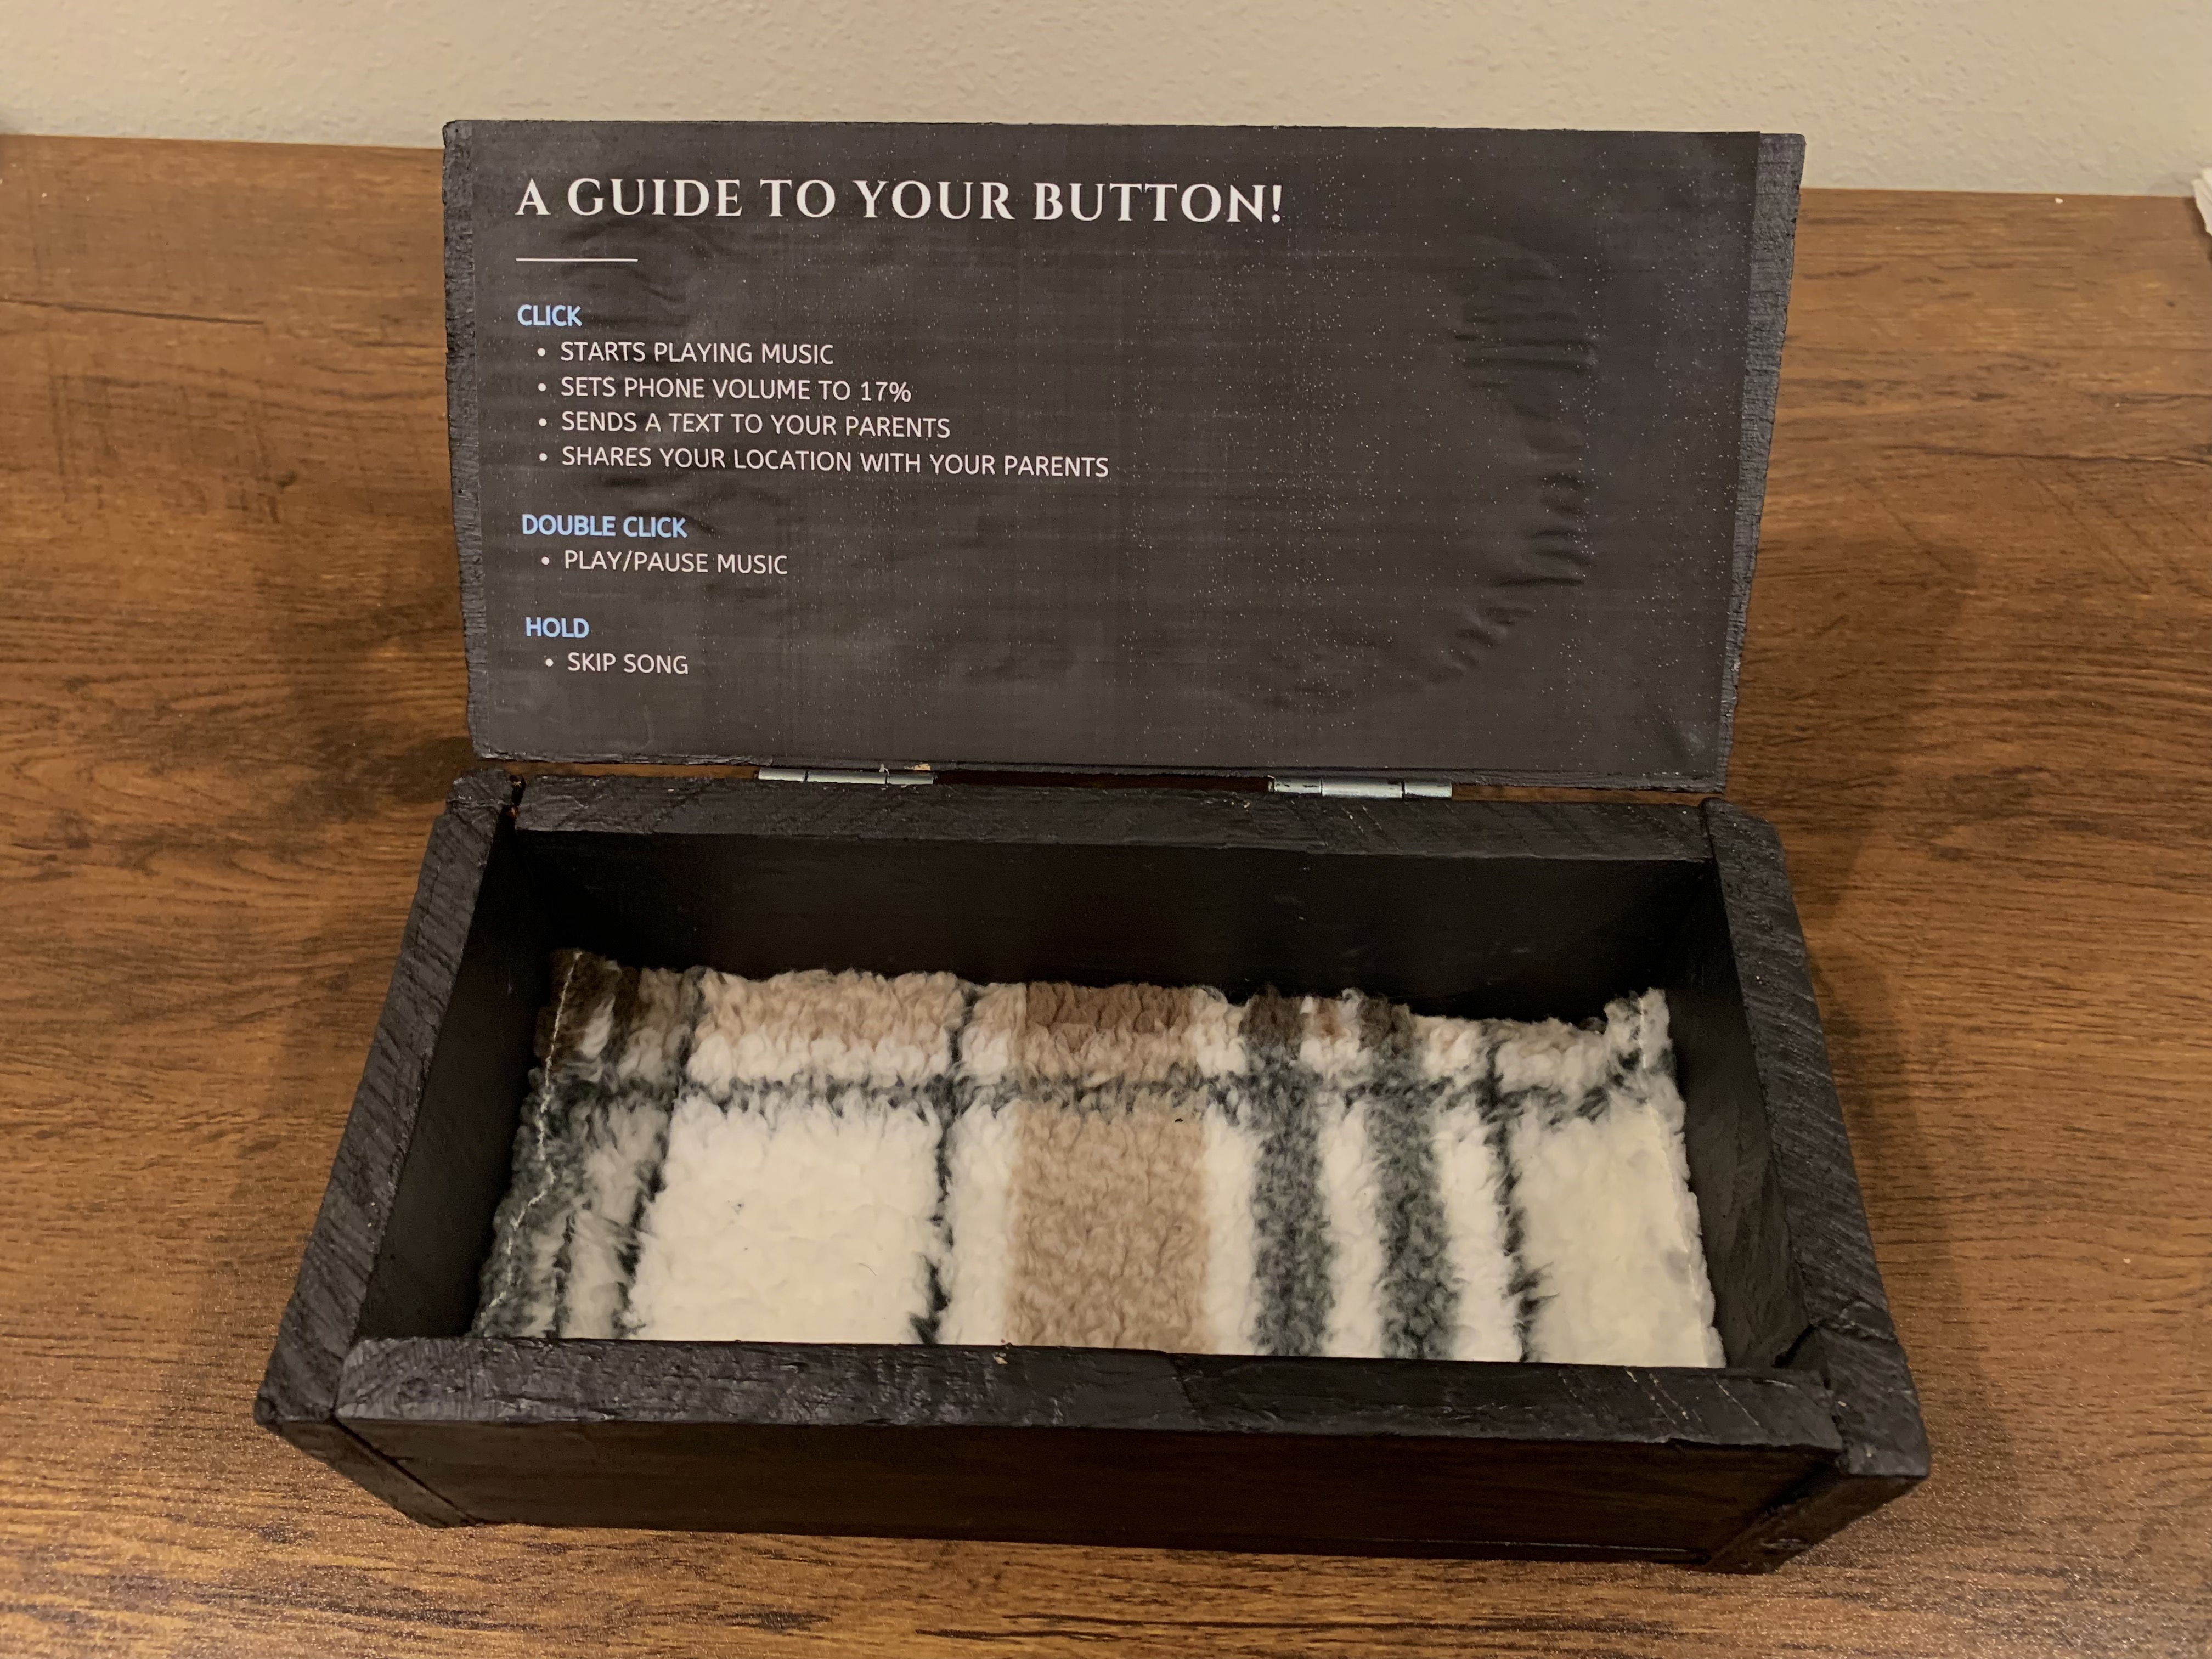 A GUIDE TO YOUR BUTTON!
CLICK
• STARTS PLAYING MUSIC
• SETS PHONE VOLUME TO 17%
• SENDS A TEXT TO YOUR PARENTS
• SHARES YOUR LOCATION WITH YOUR PARENTS
DOUBLE CLICK
• PLAY/PAUSE MUSIC
HOLD
• SKIP SONG